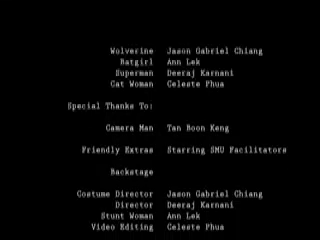 Wolverine Jason Gabriel Chiang
Batgirl Ann Lek
Superman Deeraj Karnani
Cat Woman Celeste Phua
Special Thanks To:
Camera Man Tan Boon Keng
Friendly Extras Starring SMU Facilitators
Backstage
Costume Director Jason Gabriel Chiang
Director Deeraj Karnani
Stunt Woman Ann Lek
Video Editing Celeste Phua